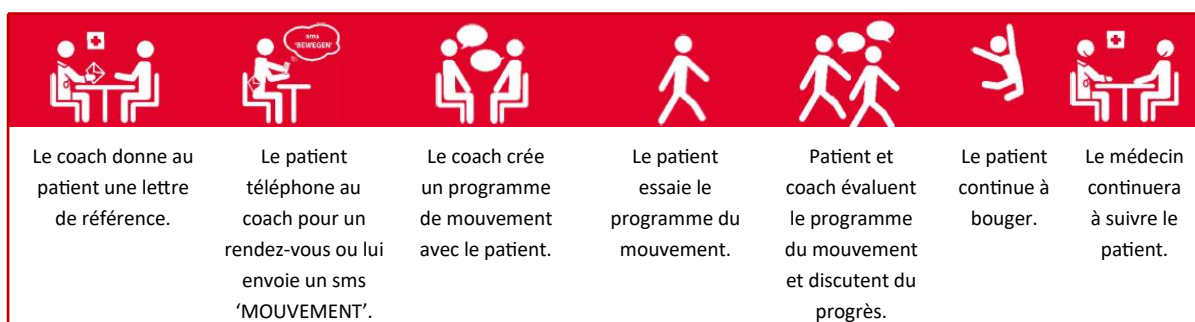 sms
'BEWEGEN'
Le coach donne au
patient une lettre
de référence.
Le patient
téléphone au
coach pour un
rendez-vous ou lui
envoie un sms
‘MOUVEMENT’.
Le coach crée
un programme
de mouvement
avec le patient.
Le patient
essaie le
programme du
mouvement.
Patient et
coach évaluent
le programme
du mouvement
et discutent du
progrès.
Le patient
continue à
bouger.
Le médecin
continuera
à suivre le
patient.